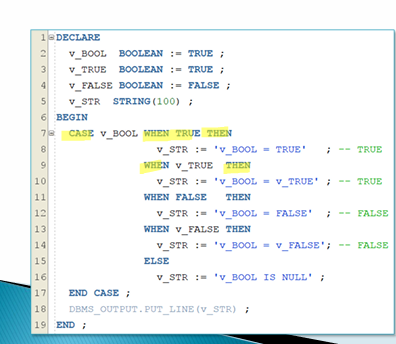 1 DECLARE
2 v_BOOL BOOLEAN := TRUE ;
3 v_TRUE BOOLEAN := TRUE ;
4 v_FALSE BOOLEAN := FALSE ;
5 v_STR STRING(100) ;
6 BEGIN
7 CASE v_BOOL WHEN TRUE THEN
8 v_STR := 'v_BOOL = TRUE' ; -- TRUE
9 WHEN v_TRUE THEN
10 v_STR := 'v_BOOL = v_TRUE' ; -- TRUE
11 WHEN FALSE THEN
12 v_STR := 'v_BOOL = FALSE' ; -- FALSE
13 WHEN v_FALSE THEN
14 v_STR := 'v_BOOL = v_FALSE'; -- FALSE
15 ELSE
16 v_STR := 'v_BOOL IS NULL' ;
17 END CASE ;
18 DBMS_OUTPUT.PUT_LINE(v_STR) ;
19 END ;